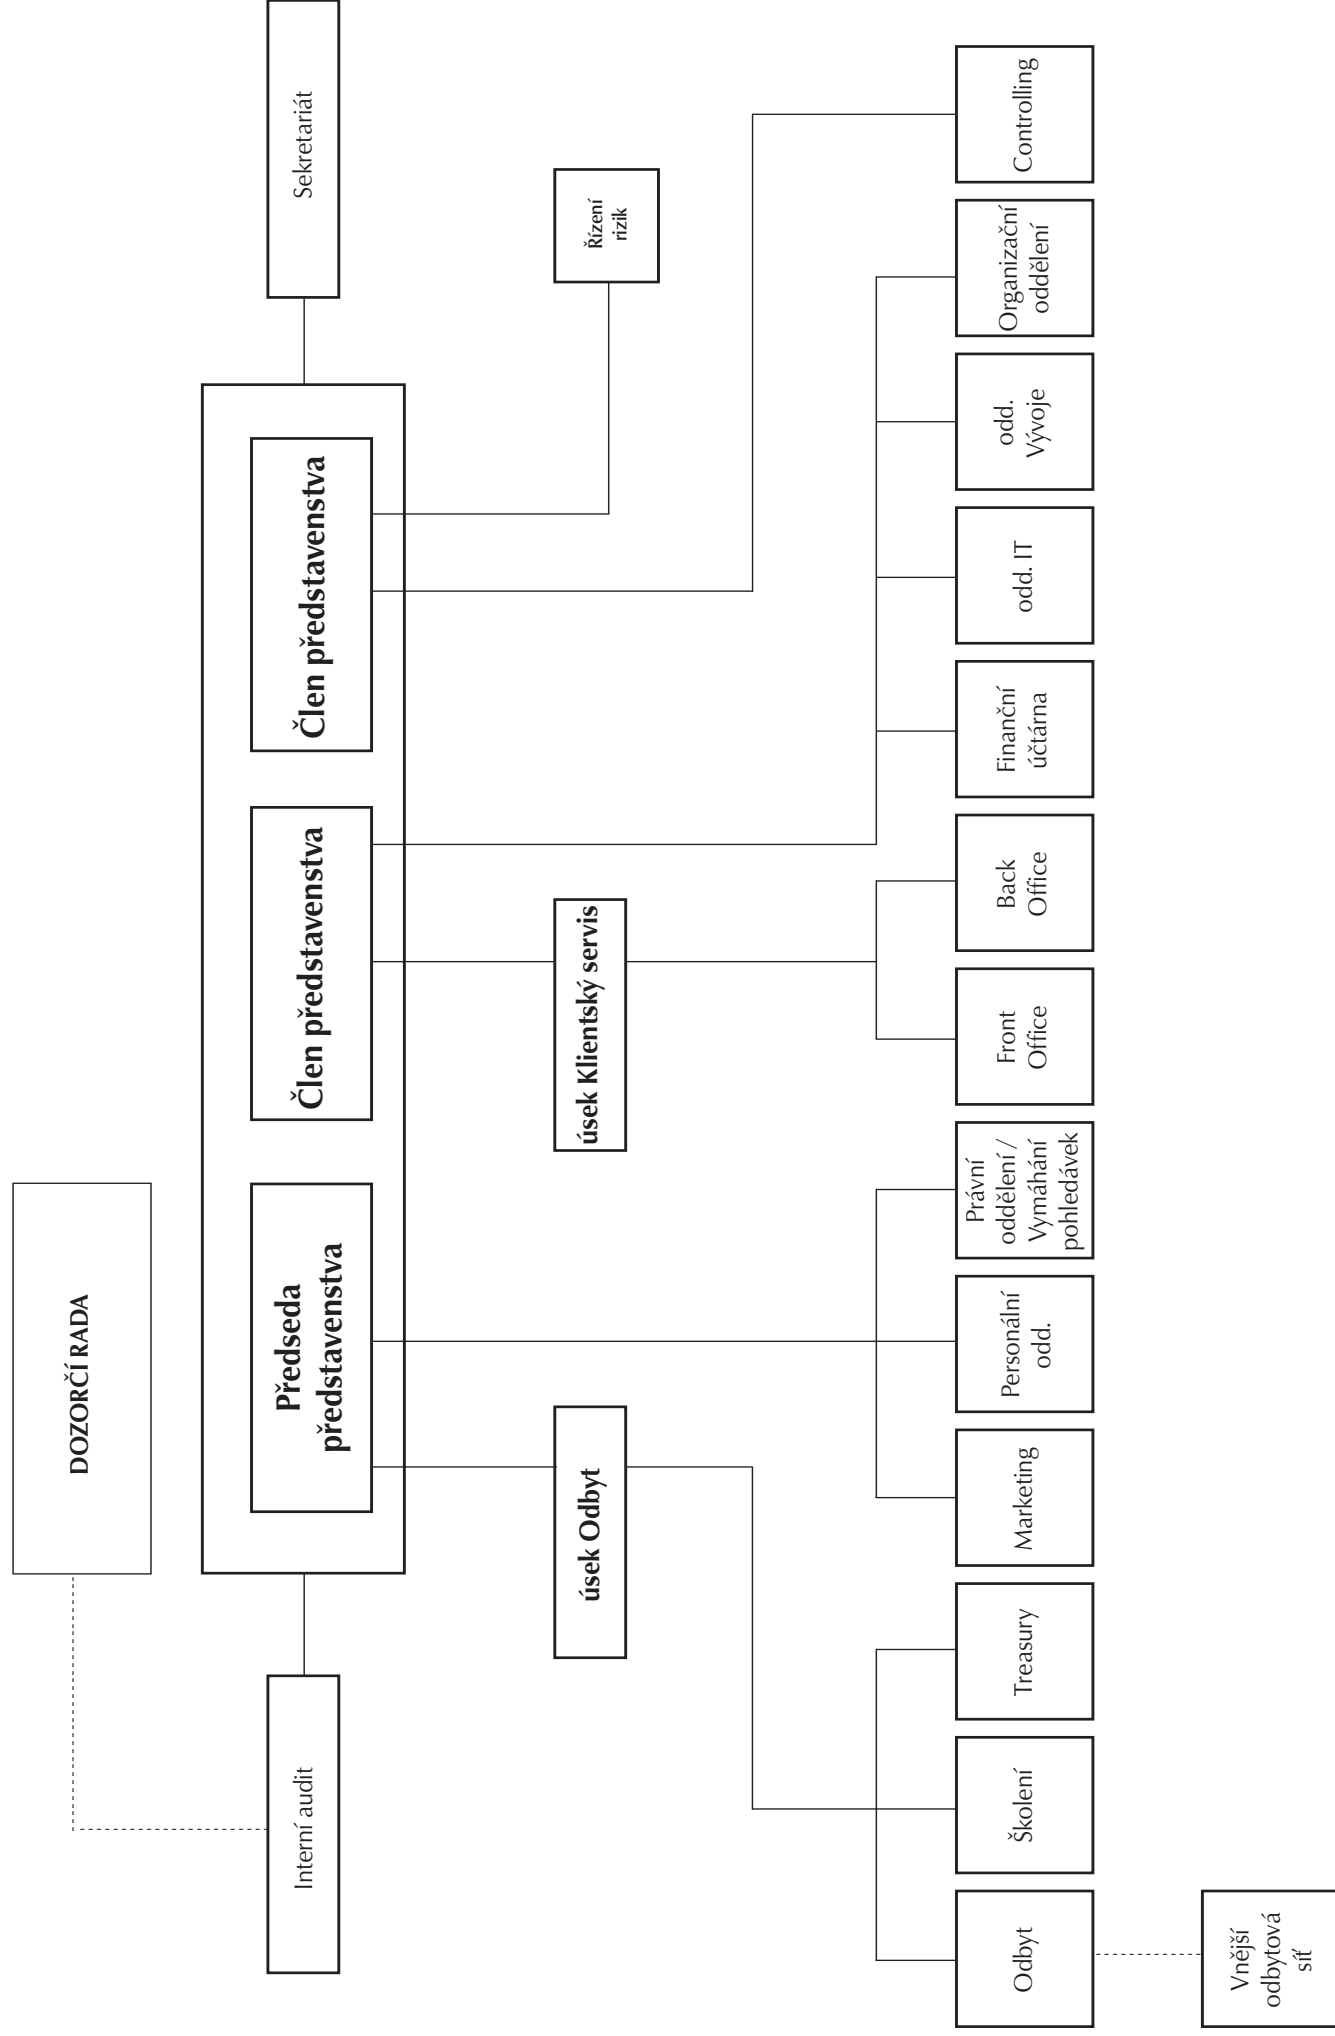 DOZORČÍ RADA
Interní audit
Předseda
představenstva
Člen představenstva
Člen představenstva
Sekretariát
úsek Odbyt
úsek Klientský servis
Řízení
rizik
Odbyt
Školení
Treasury
Marketing
Personální
odd.
Právní
oddělení /
Vymáhání
pohledávek
Front
Office
Back
Office
Finanční
účtárna
odd. IT
odd.
Vývoje
Organizační
oddělení
Controlling
Vnější
odbytová
síť